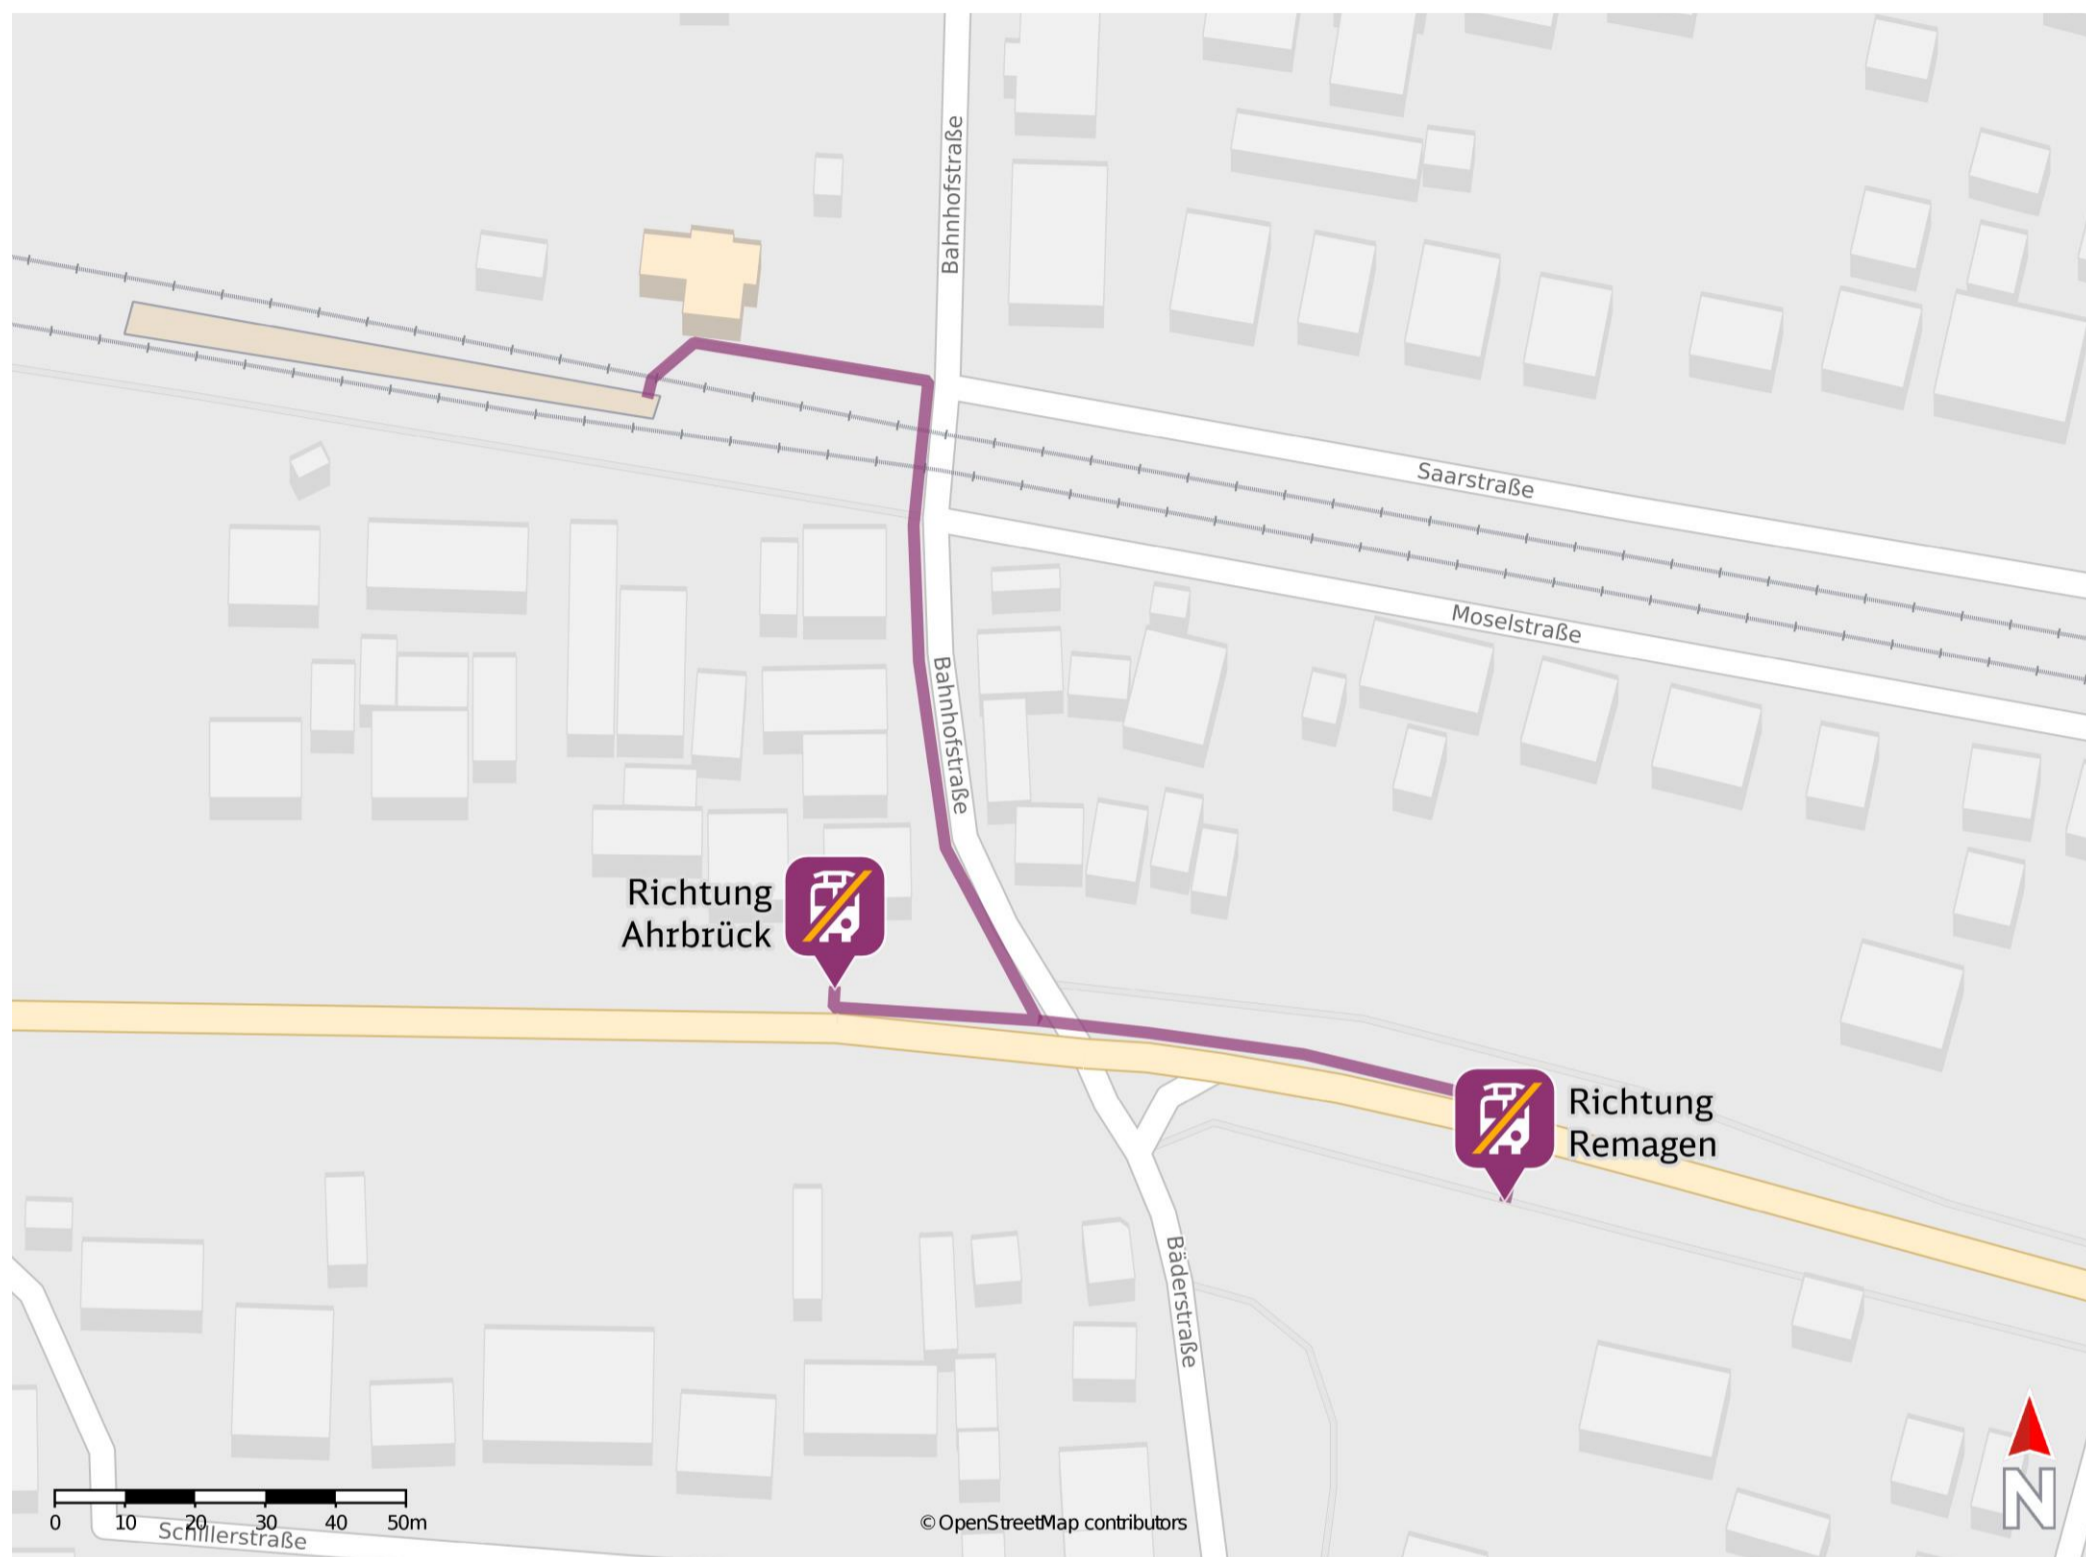 Bahnhofstraße
Saarstraße
Moselstraße
Bahnhofstraße
Richtung
Ahrbrück
Richtung
Remagen
Bäderstraße
N
0 10 20 30 40 50m
Schillerstraße
© OpenStreetMap contributors